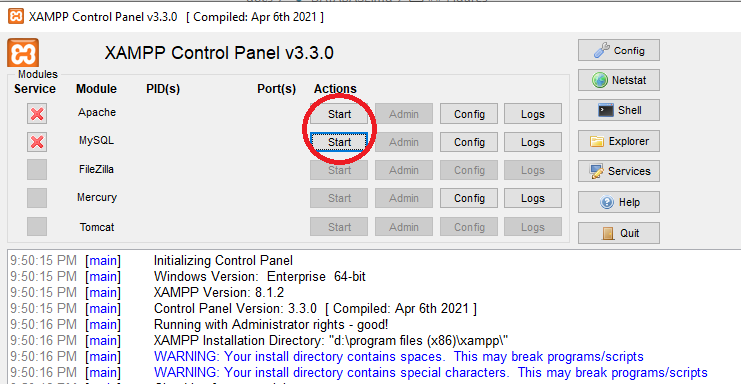 XAMPP Control Panel v3.3.0 [ Compiled: Apr 6th 2021 ]
XAMPP Control Panel v3.3.0
Modules
Service Module PID(s) Port(s) Actions
Apache Start Admin Config Logs
MySQL Start Admin Config Logs
FileZilla Start Admin Config Logs
Mercury Start Admin Config Logs
Tomcat Start Admin Config Logs
Config
Netstat
Shell
Explorer
Services
Help
Quit
9:50:15 PM [main] Initializing Control Panel
9:50:15 PM [main] Windows Version: Enterprise 64-bit
9:50:15 PM [main] XAMPP Version: 8.1.2
9:50:15 PM [main] Control Panel Version: 3.3.0 [ Compiled: Apr 6th 2021 ]
9:50:16 PM [main] Running with Administrator rights - good!
9:50:16 PM [main] XAMPP Installation Directory: "d:\program files (x86)\xampp\"
9:50:16 PM [main] WARNING: Your install directory contains spaces. This may break programs/scripts
9:50:16 PM [main] WARNING: Your install directory contains special characters. This may break programs/scripts